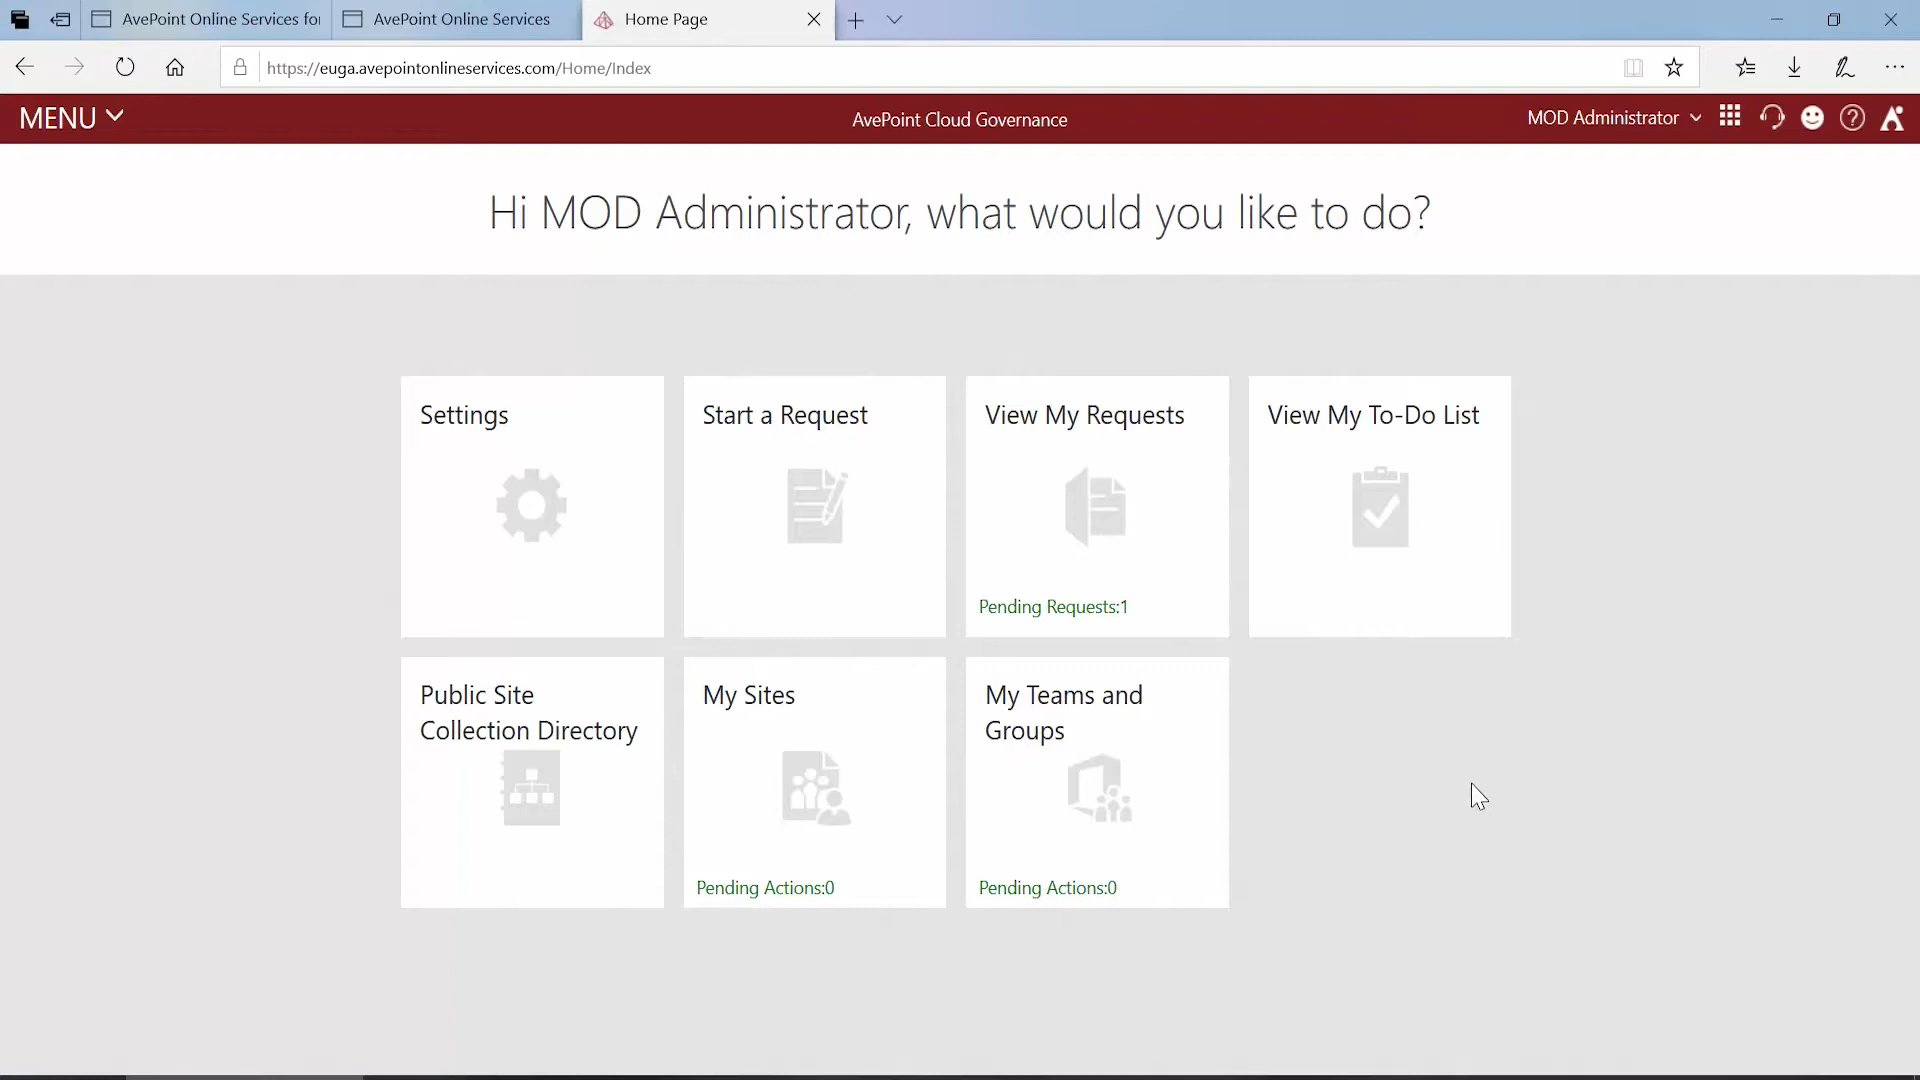 AvePoint Online Services fo
AvePoint Online Services
Home Page
https://euga.avepointonlineservices.com/Home/Index
MENU
AvePoint Cloud Governance
MOD Administrator
Hi MOD Administrator, what would you like to do?
Settings
Start a Request
View My Requests
View My To-Do List
Pending Requests:1
Public Site
Collection Directory
My Sites
My Teams and
Groups
Pending Actions:0
Pending Actions:0